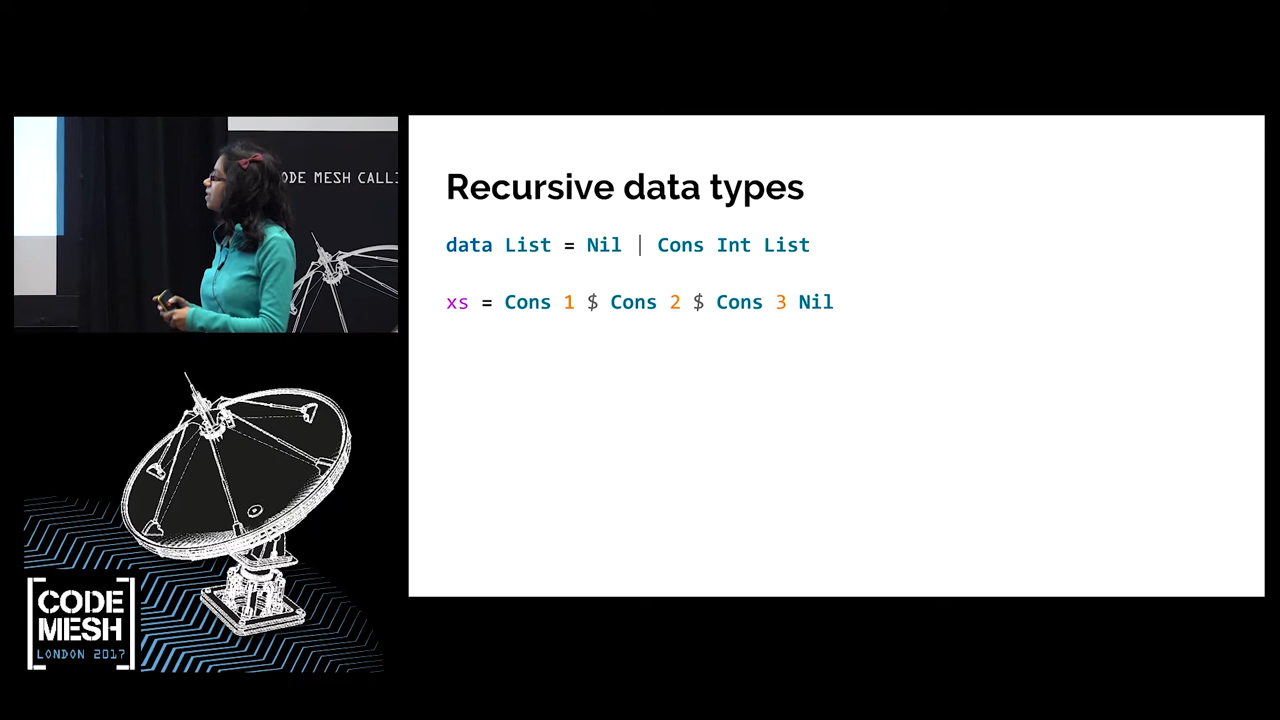 ODE MESH CALLI
Recursive data types
data List = Nil | Cons Int List
xs = Cons 1 $ Cons 2 $ Cons 3 Nil
CODE
MESH
LONDON 2017